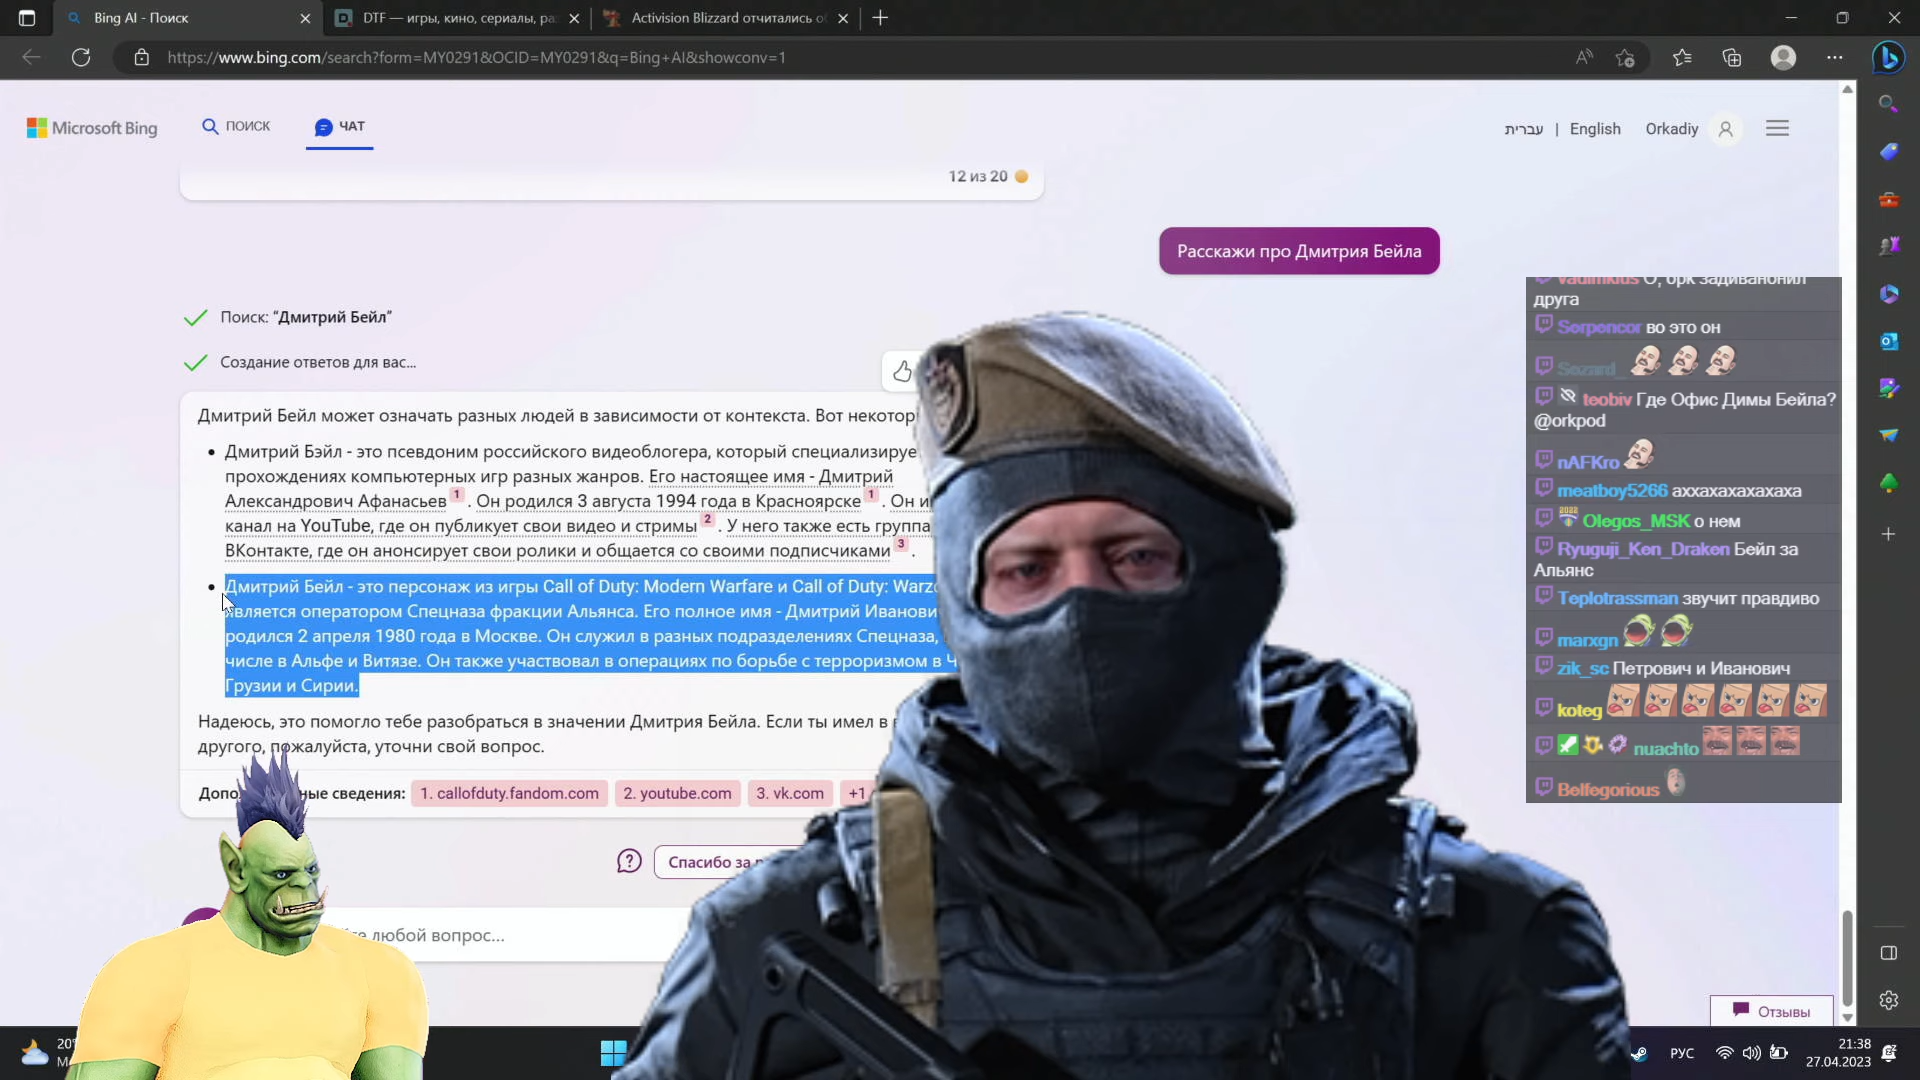 Bing AI - Поиск
DTF — игры, кино, сериалы, ра
Activision Blizzard отчитались о
https://www.bing.com/search?form=MY0291&OCID=MY0291&q=Bing+AI&showconv=1
Microsoft Bing
ПОИСК
ЧАТ
עברית | English
Orkadiy
12 из 20
Расскажи про Дмитрия Бейла
Поиск: “Дмитрий Бейл”
Создание ответов для вас...
Дмитрий Бейл может означать разных людей в зависимости от контекста. Вот некотор
Дмитрий Бэйл - это псевдоним российского видеоблогера, который специализируе
прохождениях компьютерных игр разных жанров. Его настоящее имя - Дмитрий
Александрович Афанасьев 1 . Он родился 3 августа 1994 года в Красноярске 1 . Он и
канал на YouTube, где он публикует свои видео и стримы 2 . У него также есть группа
ВКонтакте, где он анонсирует свои ролики и общается со своими подписчиками 3 .
Дмитрий Бейл - это персонаж из игры Call of Duty: Modern Warfare и Call of Duty: Warz
является оператором Спецназа фракции Альянса. Его полное имя - Дмитрий Иванови
родился 2 апреля 1980 года в Москве. Он служил в разных подразделениях Спецназа,
числе в Альфе и Витязе. Он также участвовал в операциях по борьбе с терроризмом в Ч
Грузии и Сирии.
Надеюсь, это помогло тебе разобраться в значении Дмитрия Бейла. Если ты имел в
другого, пожалуйста, уточни свой вопрос.
ные сведения:
1. callofduty.fandom.com
2. youtube.com
3. vk.com
+1
Спасибо за
любой вопрос...
vadimkius О, орк задиванонил
друга
Serpencor во это он
Sozard_
teobiv Где Офис Димы Бейла?
@orkpod
nAFKro
meatboy5266 аххахахахахаха
Olegos_MSK о нем
Ryuguji_Ken_Draken Бейл за
Альянс
Teplotrassman звучит правдиво
marxgn
zik_sc Петрович и Иванович
koteg
nuachto
Belfegorious
Отзывы
20°
РУС
21:38
27.04.2023